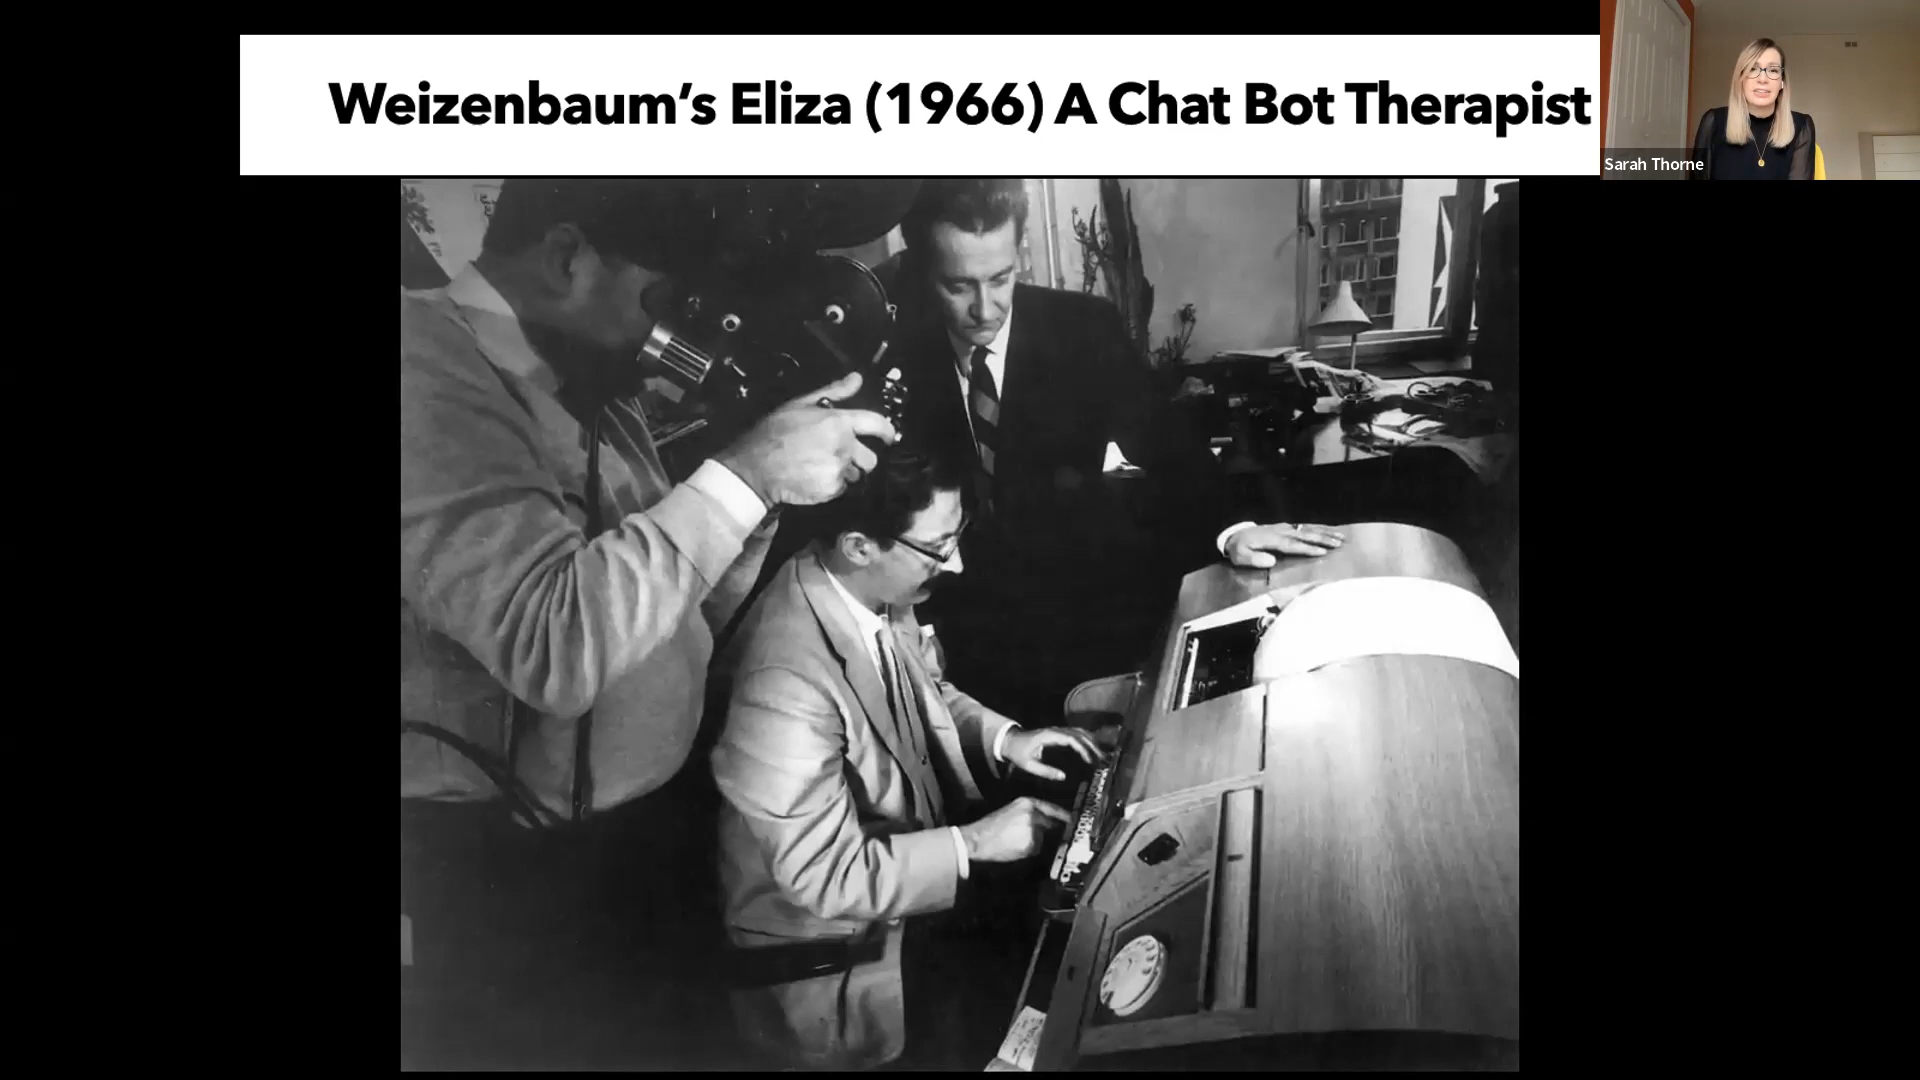 Weizenbaum’s Eliza (1966) A Chat Bot Therapist
Sarah Thorne